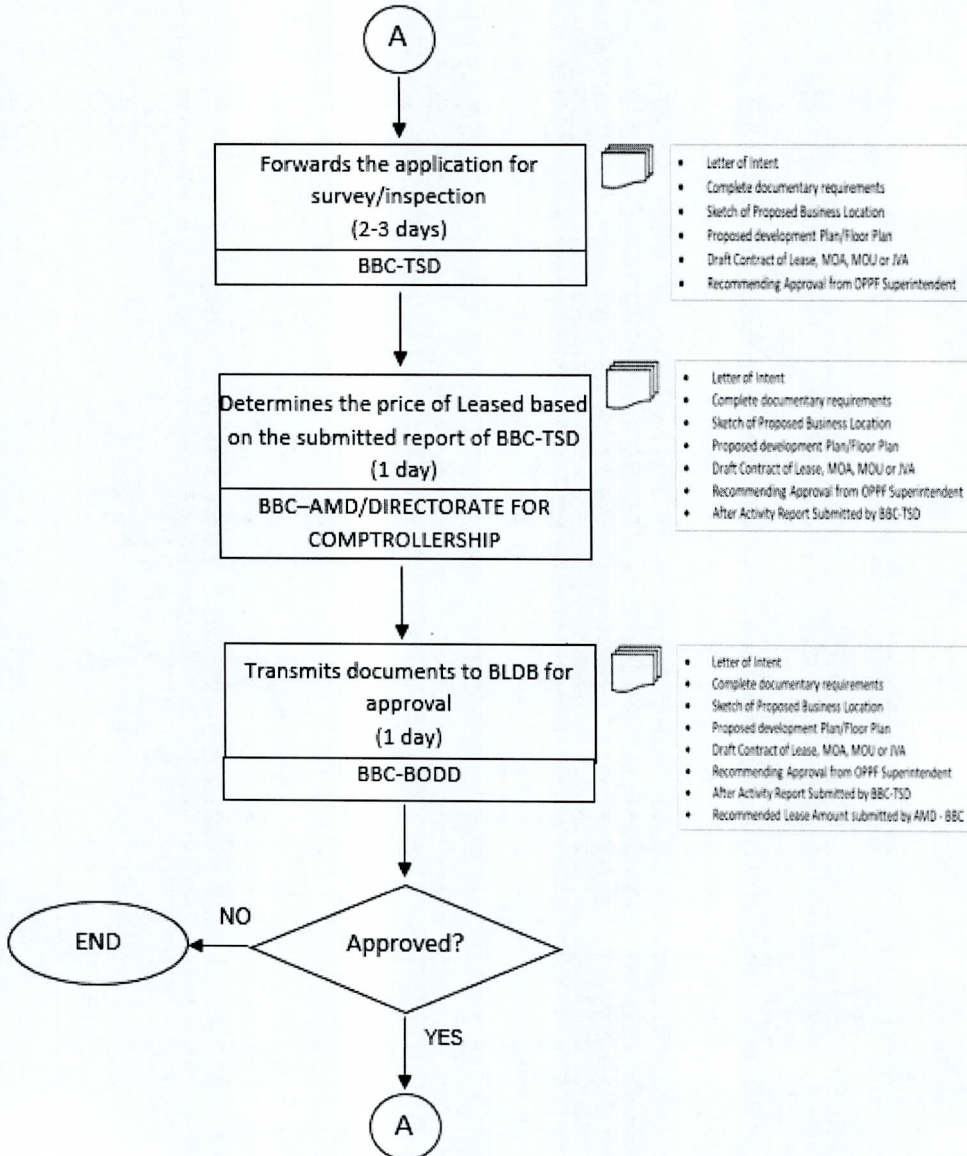 A
Forwards the application for
survey/inspection
(2-3 days)
BBC-TSD
• Letter of Intent
• Complete documentary requirements
• Sketch of Proposed Business Location
• Proposed development Plan/Floor Plan
• Draft Contract of Lease, MOA, MOU or JVA
• Recommending Approval from OPPF Superintendent
Determines the price of Leased based
on the submitted report of BBC-TSD
(1 day)
BBC–AMD/DIRECTORATE FOR
COMPTROLLERSHIP
• Letter of Intent
• Complete documentary requirements
• Sketch of Proposed Business Location
• Proposed development Plan/Floor Plan
• Draft Contract of Lease, MOA, MOU or JVA
• Recommending Approval from OPPF Superintendent
• After Activity Report Submitted by BBC-TSD
Transmits documents to BLDB for
approval
(1 day)
BBC-BODD
• Letter of Intent
• Complete documentary requirements
• Sketch of Proposed Business Location
• Proposed development Plan/Floor Plan
• Draft Contract of Lease, MOA, MOU or JVA
• Recommending Approval from OPPF Superintendent
• After Activity Report Submitted by BBC-TSD
• Recommended Lease Amount submitted by AMD - BBC
Approved?
NO
END
YES
A